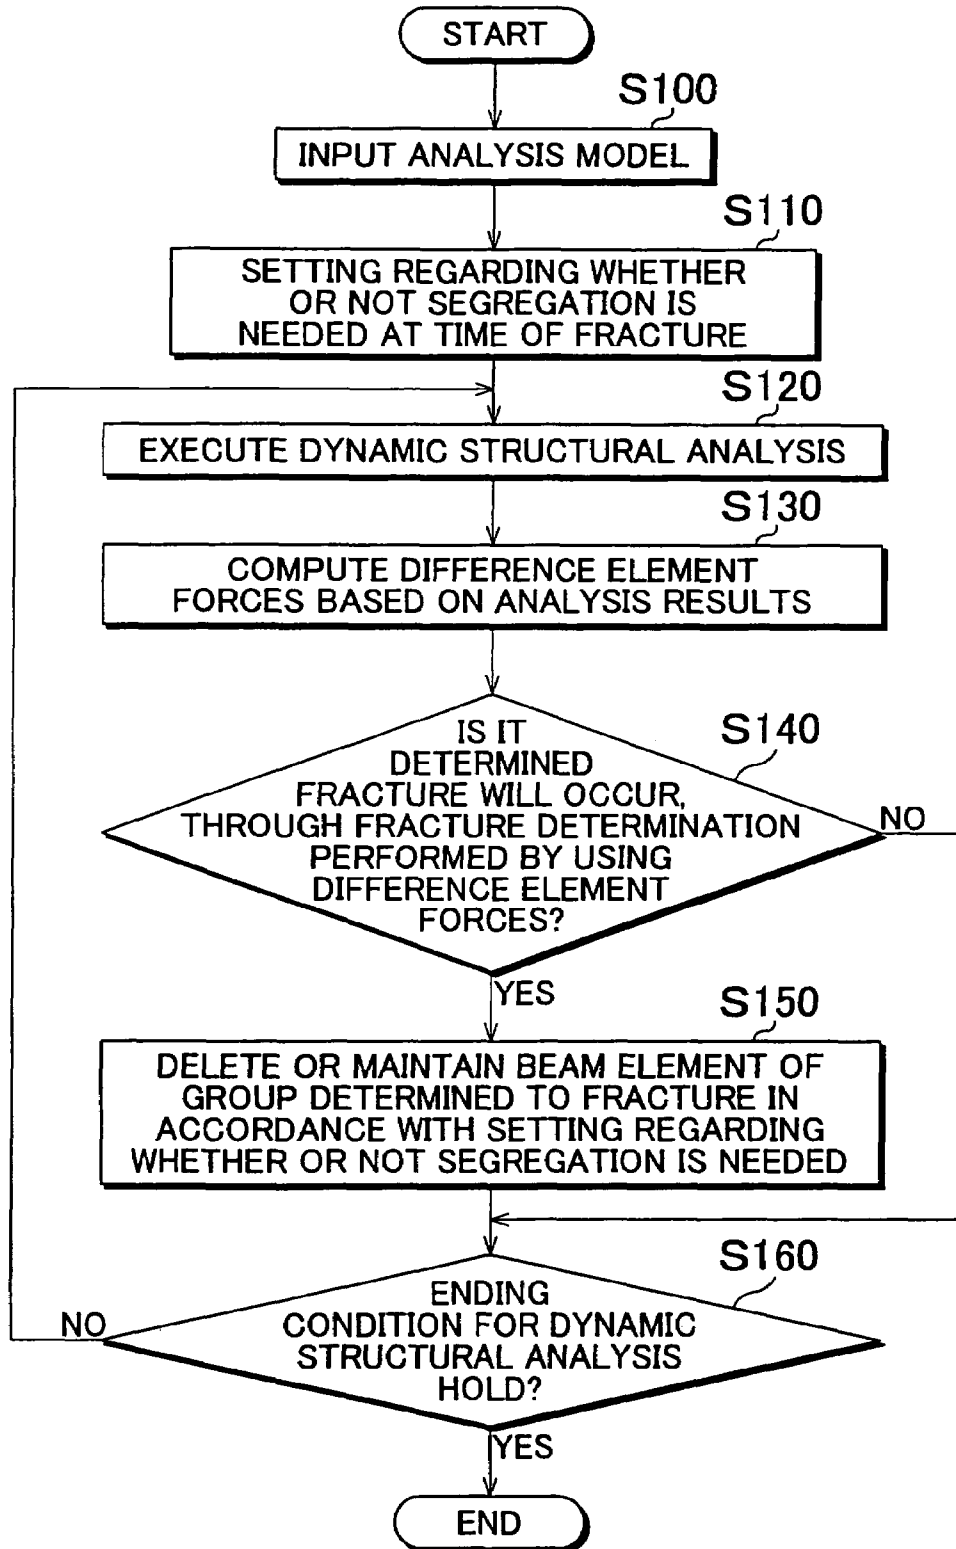 START
S100
INPUT ANALYSIS MODEL
S110
SETTING REGARDING WHETHER
OR NOT SEGREGATION IS
NEEDED AT TIME OF FRACTURE
S120
EXECUTE DYNAMIC STRUCTURAL ANALYSIS
S130
COMPUTE DIFFERENCE ELEMENT
FORCES BASED ON ANALYSIS RESULTS
S140
IS IT
DETERMINED
FRACTURE WILL OCCUR,
THROUGH FRACTURE DETERMINATION
PERFORMED BY USING
DIFFERENCE ELEMENT
FORCES?
NO
YES
S150
DELETE OR MAINTAIN BEAM ELEMENT OF
GROUP DETERMINED TO FRACTURE IN
ACCORDANCE WITH SETTING REGARDING
WHETHER OR NOT SEGREGATION IS NEEDED
S160
ENDING
CONDITION FOR DYNAMIC
STRUCTURAL ANALYSIS
HOLD?
NO
YES
END